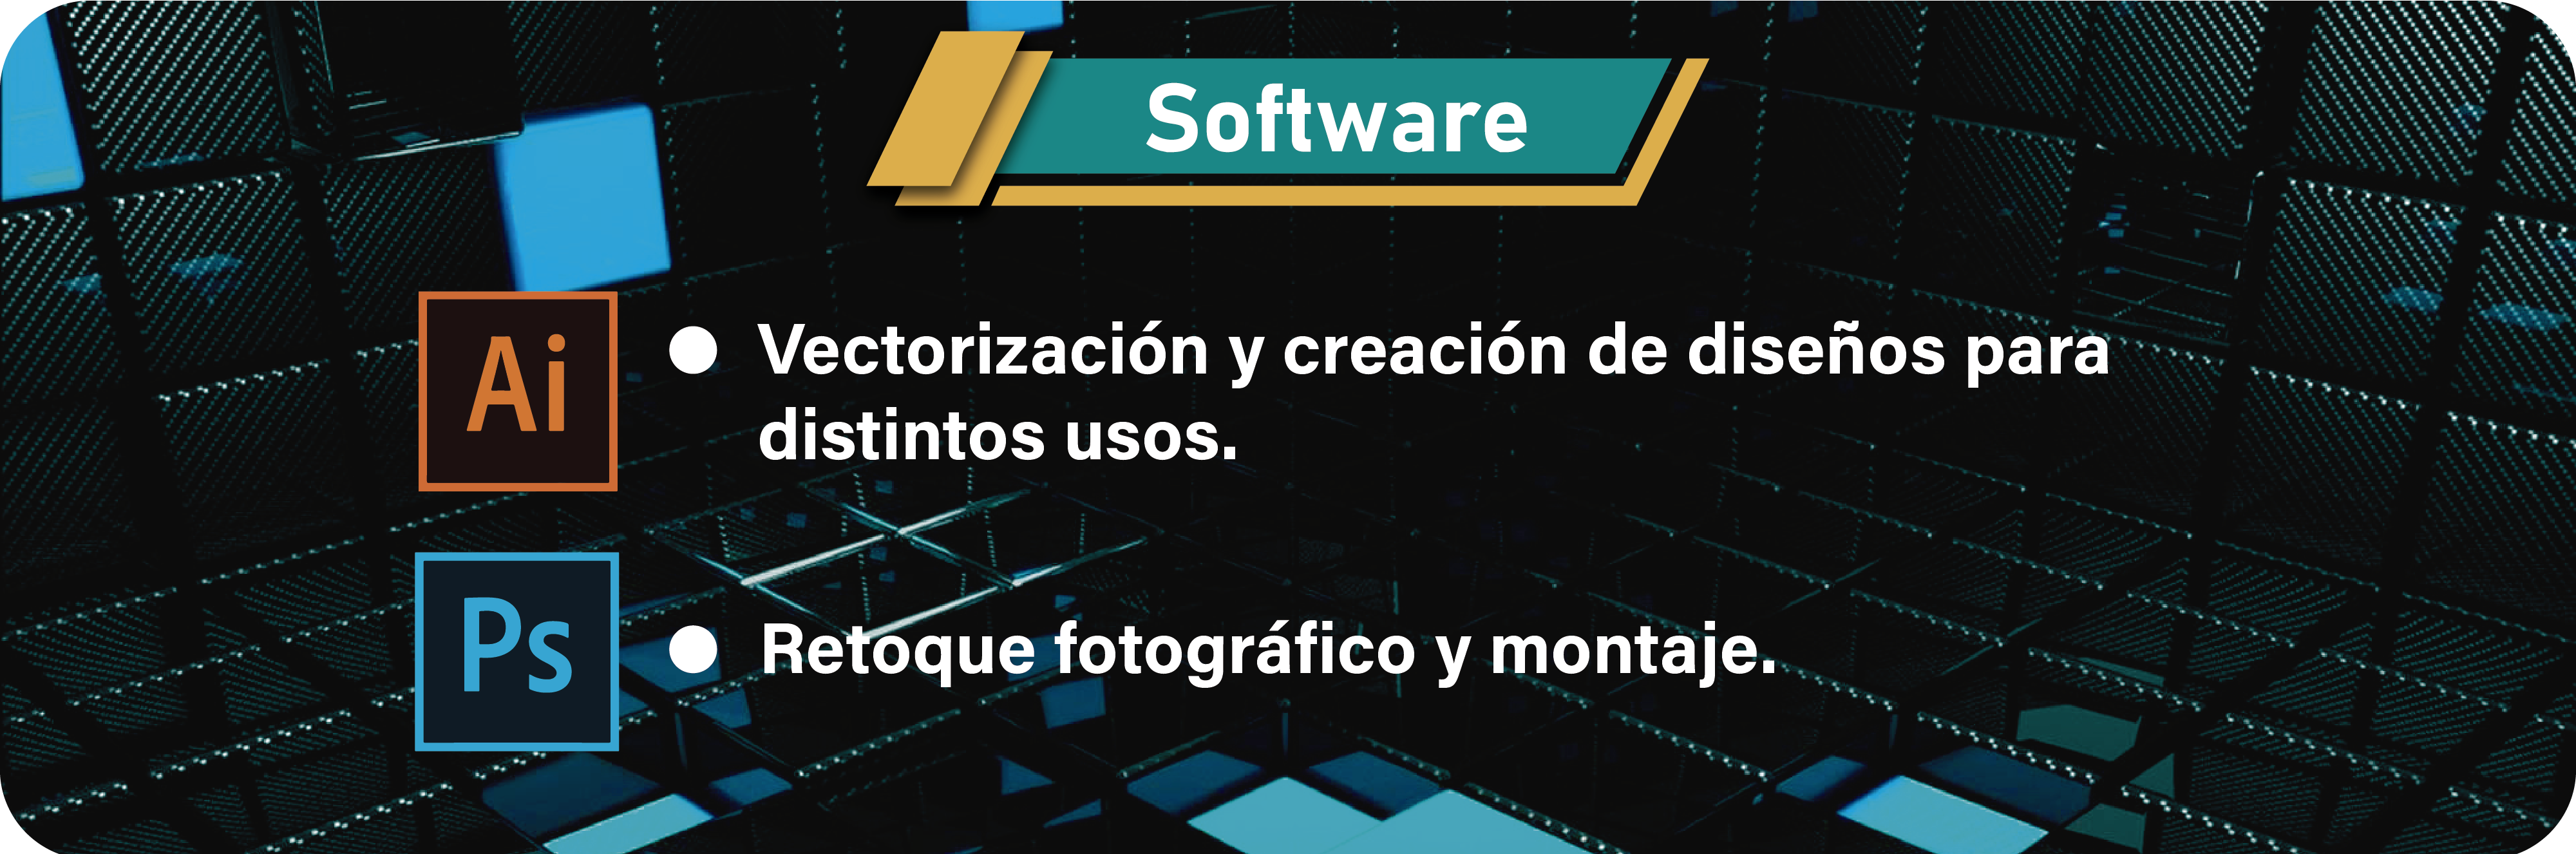 Software
Ai
Vectorización y creación de diseños para
distintos usos.
Ps
Retoque fotográfico y montaje.